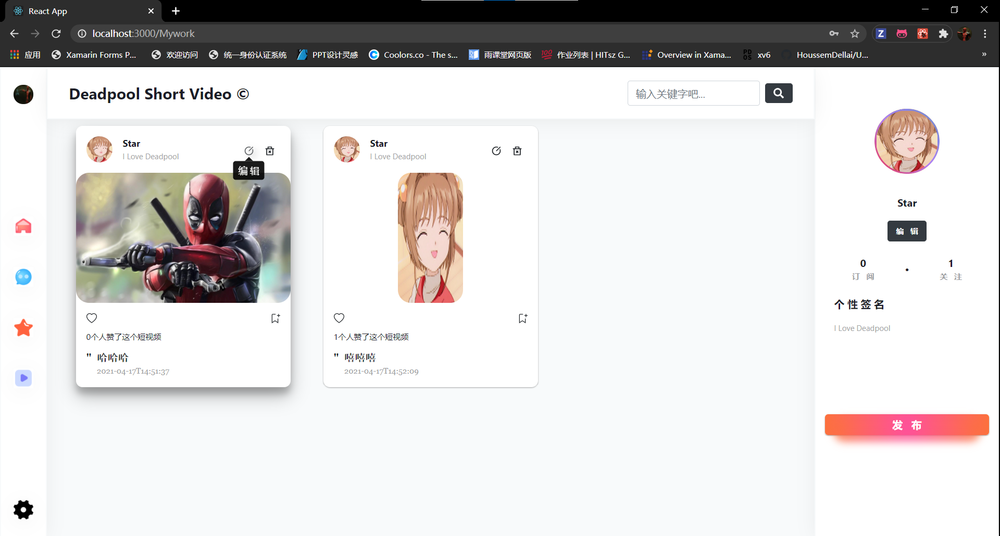 React App
localhost:3000/Mywork
应用
Xamarin Forms P...
欢迎访问
统一身份认证系统
PPT设计灵感
Coolors.co - The s...
雨课堂网页版
100
作业列表 | HITsz G...
Overview in Xama...
PD
OS
xv6
HoussemDellai/U...
»
Deadpool Short Video ©
输入关键字吧...
Star
I Love Deadpool
编辑
0个人赞了这个短视频
" 哈哈哈
2021-04-17T14:51:37
Star
I Love Deadpool
1个人赞了这个短视频
" 嘻嘻嘻
2021-04-17T14:52:09
Star
编 辑
0
订 阅
•
1
关 注
个性签名
I Love Deadpool
发 布